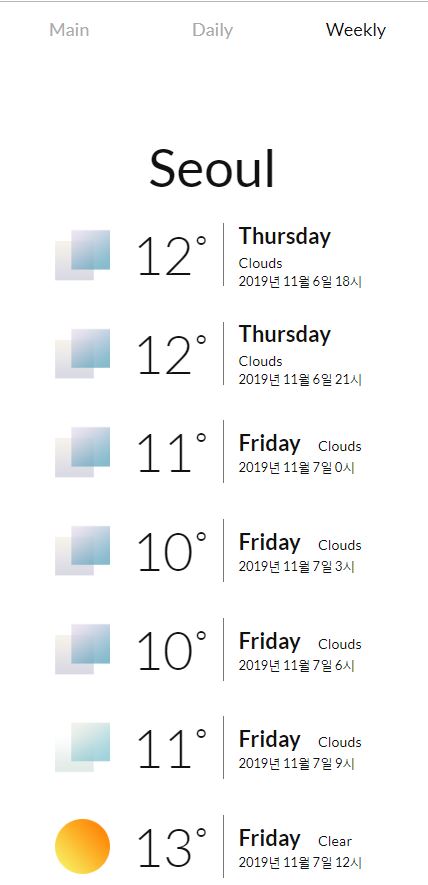 Main Daily Weekly
Seoul
12° Thursday
Clouds
2019년 11월 6일 18시
12° Thursday
Clouds
2019년 11월 6일 21시
11° Friday Clouds
2019년 11월 7일 0시
10° Friday Clouds
2019년 11월 7일 3시
10° Friday Clouds
2019년 11월 7일 6시
11° Friday Clouds
2019년 11월 7일 9시
13° Friday Clear
2019년 11월 7일 12시